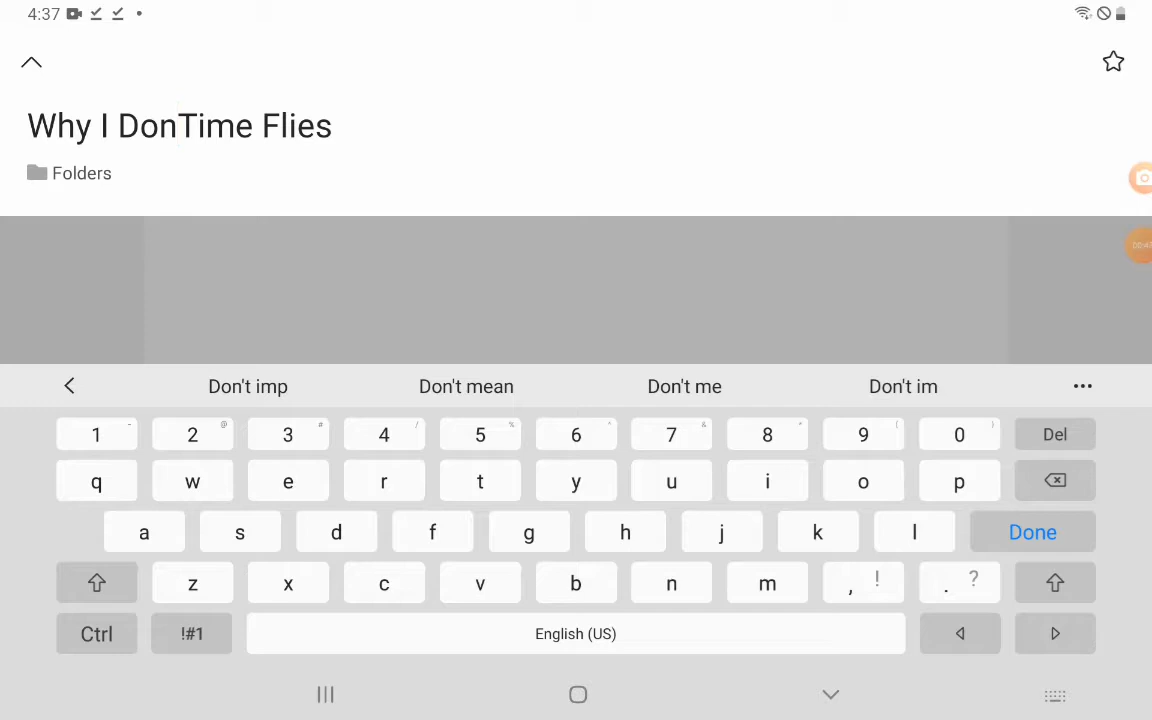 4:37
Why I DonTime Flies
Folders
Don't imp Don't mean Don't me Don't im •••
1 - 2 @ 3 # 4 / 5 % 6 ^ 7 & 8 * 9 ( 0 ) Del
q w e r t y u i o p
a s d f g h j k l Done
z x c v b n m , ! . ?
Ctrl !#1 English (US)